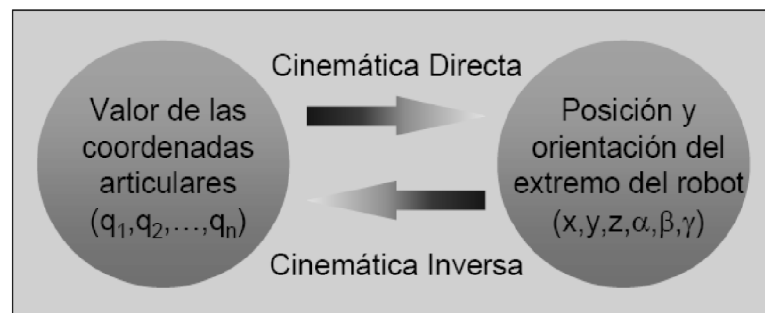 Cinemática Directa
Valor de las
coordenadas
articulares
(q₁,q₂,...,qₙ)
Posición y
orientación del
extremo del robot
(x,y,z,α,β,γ)
Cinemática Inversa